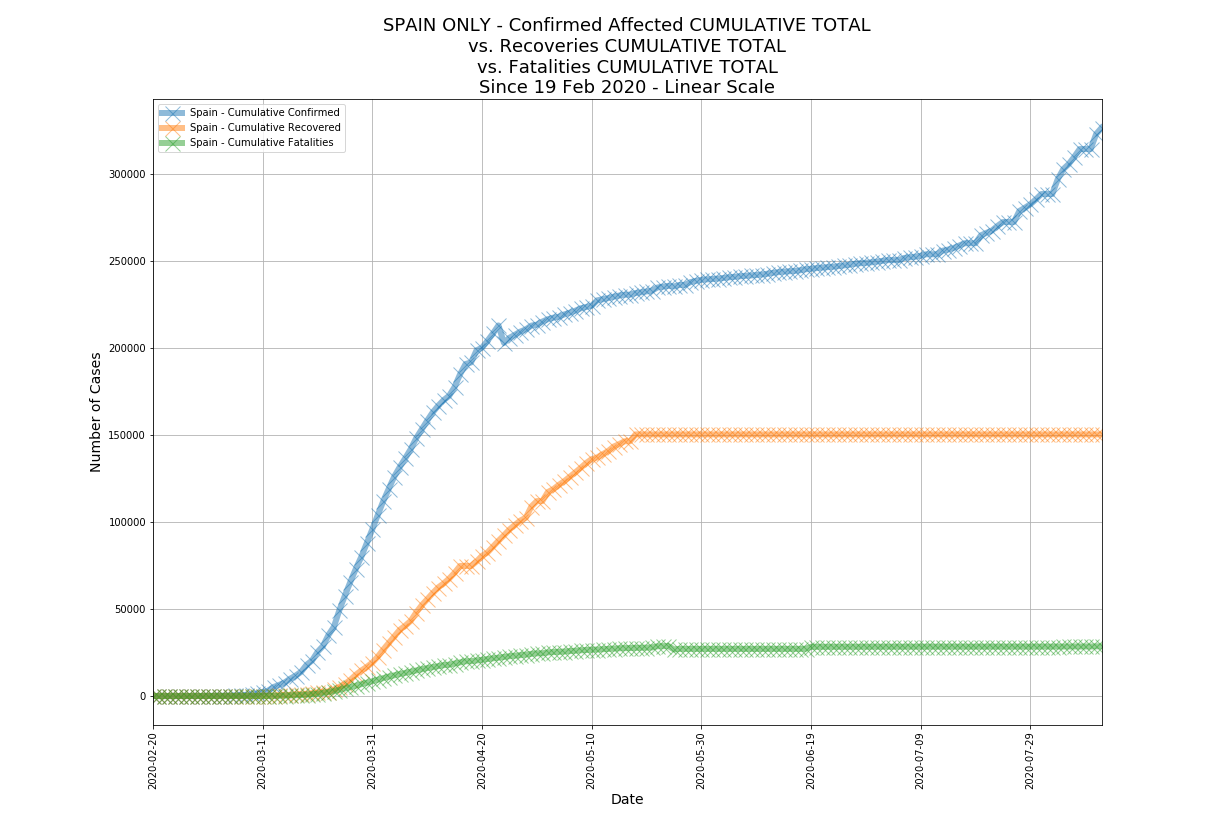 SPAIN ONLY - Confirmed Affected CUMULATIVE TOTAL
vs. Recoveries CUMULATIVE TOTAL
vs. Fatalities CUMULATIVE TOTAL
Since 19 Feb 2020 - Linear Scale
Spain - Cumulative Confirmed
Spain - Cumulative Recovered
Spain - Cumulative Fatalities
Number of Cases
300000
250000
200000
150000
100000
50000
0
2020-02-20
2020-03-11
2020-03-31
2020-04-20
2020-05-10
2020-05-30
2020-06-19
2020-07-09
2020-07-29
Date